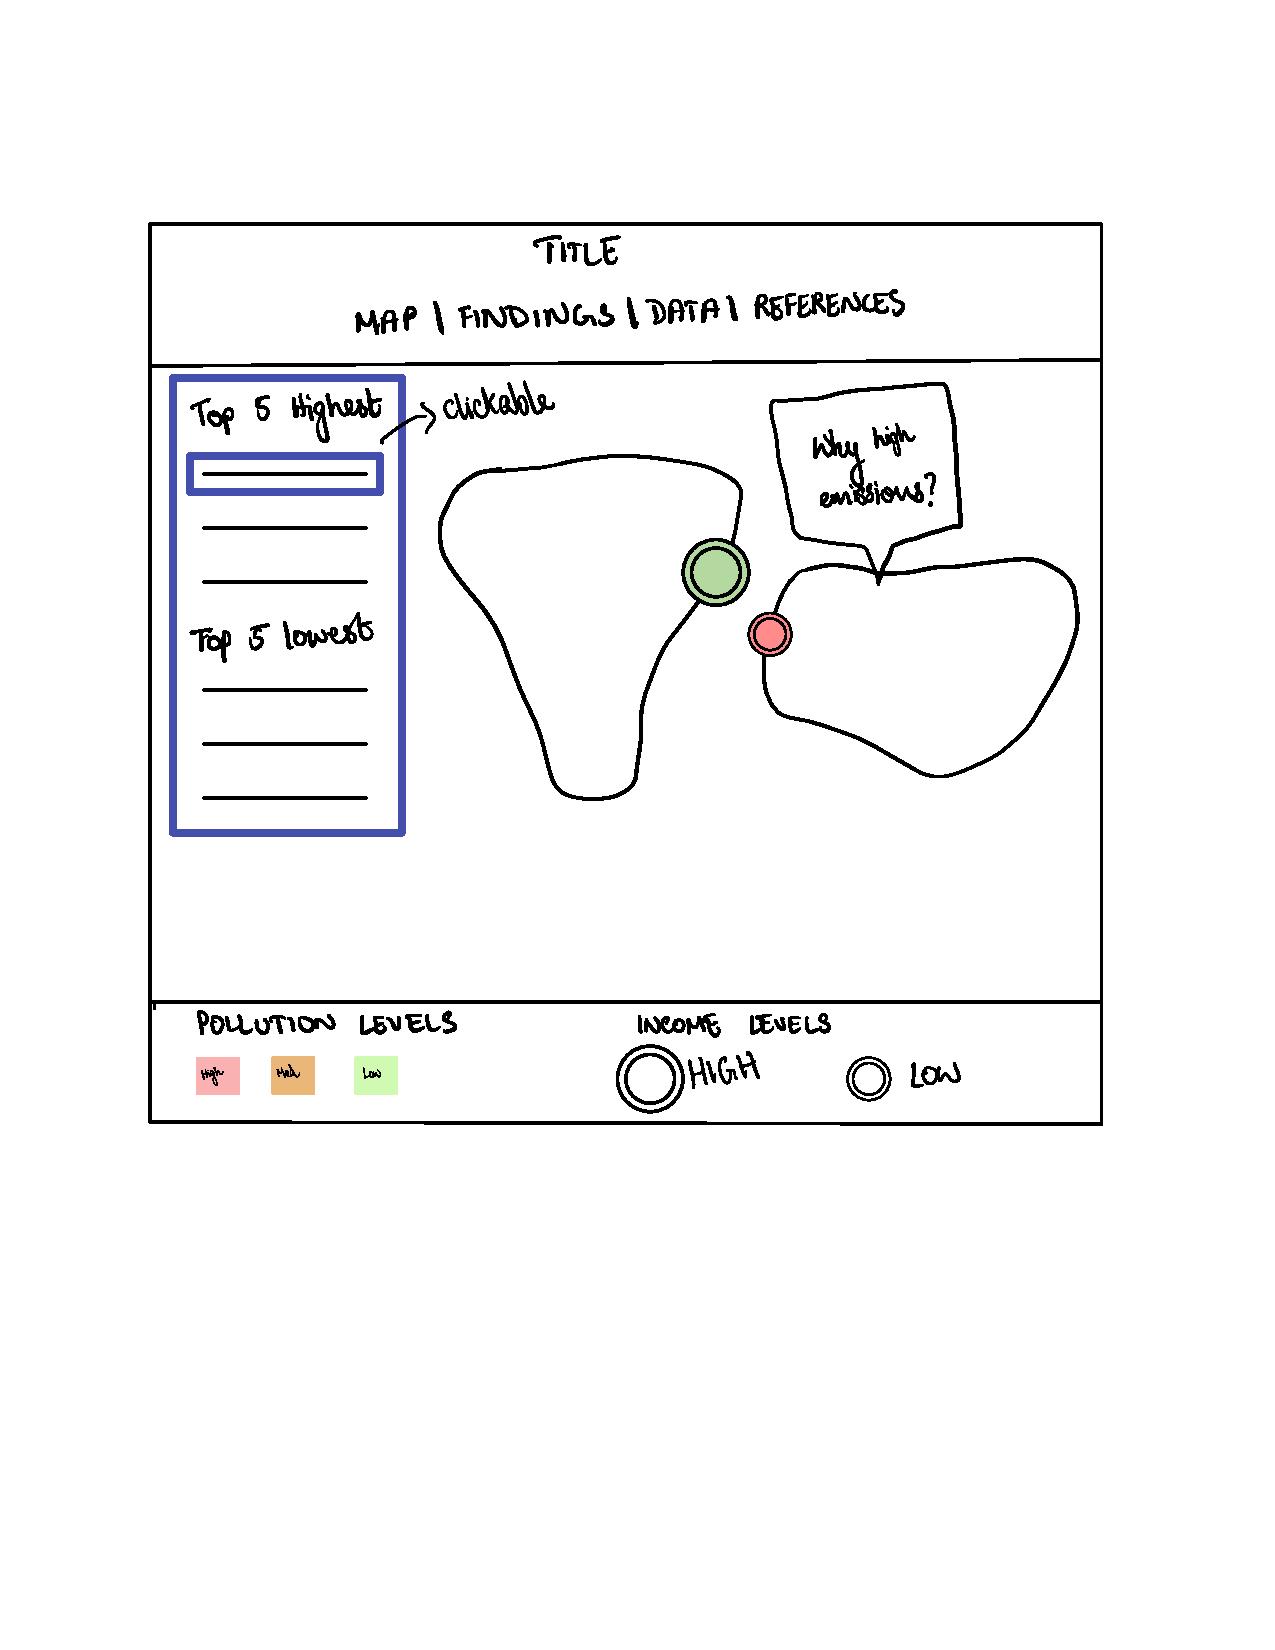 TITLE
MAP | FINDINGS | DATA | REFERENCES
Top 5 Highest
clickable
Why high
emissions?
Top 5 lowest
POLLUTION LEVELS
High Med Low
INCOME LEVELS
HIGH LOW